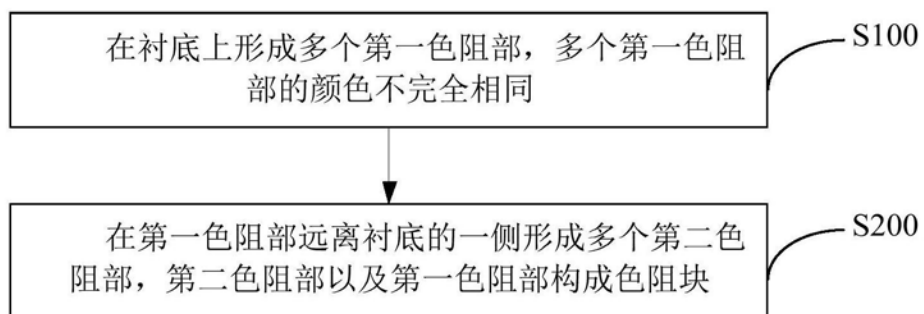 在衬底上形成多个第一色阻部，多个第一色阻
部的颜色不完全相同
S100
在第一色阻部远离衬底的一侧形成多个第二色
阻部，第二色阻部以及第一色阻部构成色阻块
S200